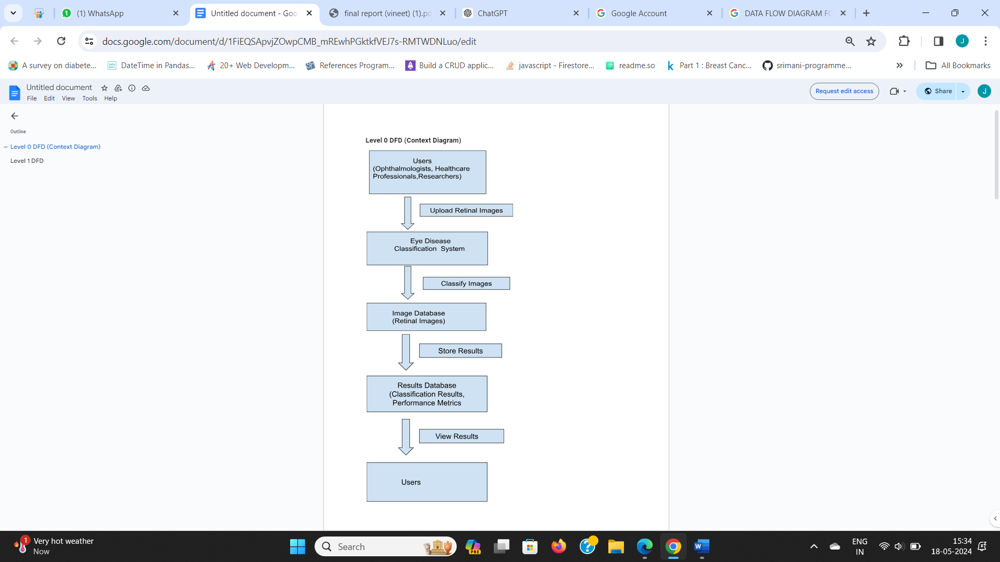 (1) WhatsApp
Untitled document - Goo
final report (vineet) (1).pd
ChatGPT
Google Account
DATA FLOW DIAGRAM FO
docs.google.com/document/d/1FiEQSApvjZOwpCMB_mREwhPGktkfVEJ7s-RMTWDNLuo/edit
J
A survey on diabete...
DateTime in Pandas...
20+ Web Developm...
References Program...
Build a CRUD applic...
javascript - Firestore...
readme.so
Part 1 : Breast Canc...
srimani-programme...
All Bookmarks
Untitled document
File Edit View Tools Help
Request edit access
Share
J
Outline
Level 0 DFD (Context Diagram)
Level 1 DFD
Level 0 DFD (Context Diagram)
Users
(Ophthalmologists, Healthcare
Professionals,Researchers)
Upload Retinal Images
Eye Disease
Classification System
Classify Images
Image Database
(Retinal Images)
Store Results
Results Database
(Classification Results,
Performance Metrics
View Results
Users
1
Very hot weather
Now
Search
PRE
ENG
IN
15:34
18-05-2024